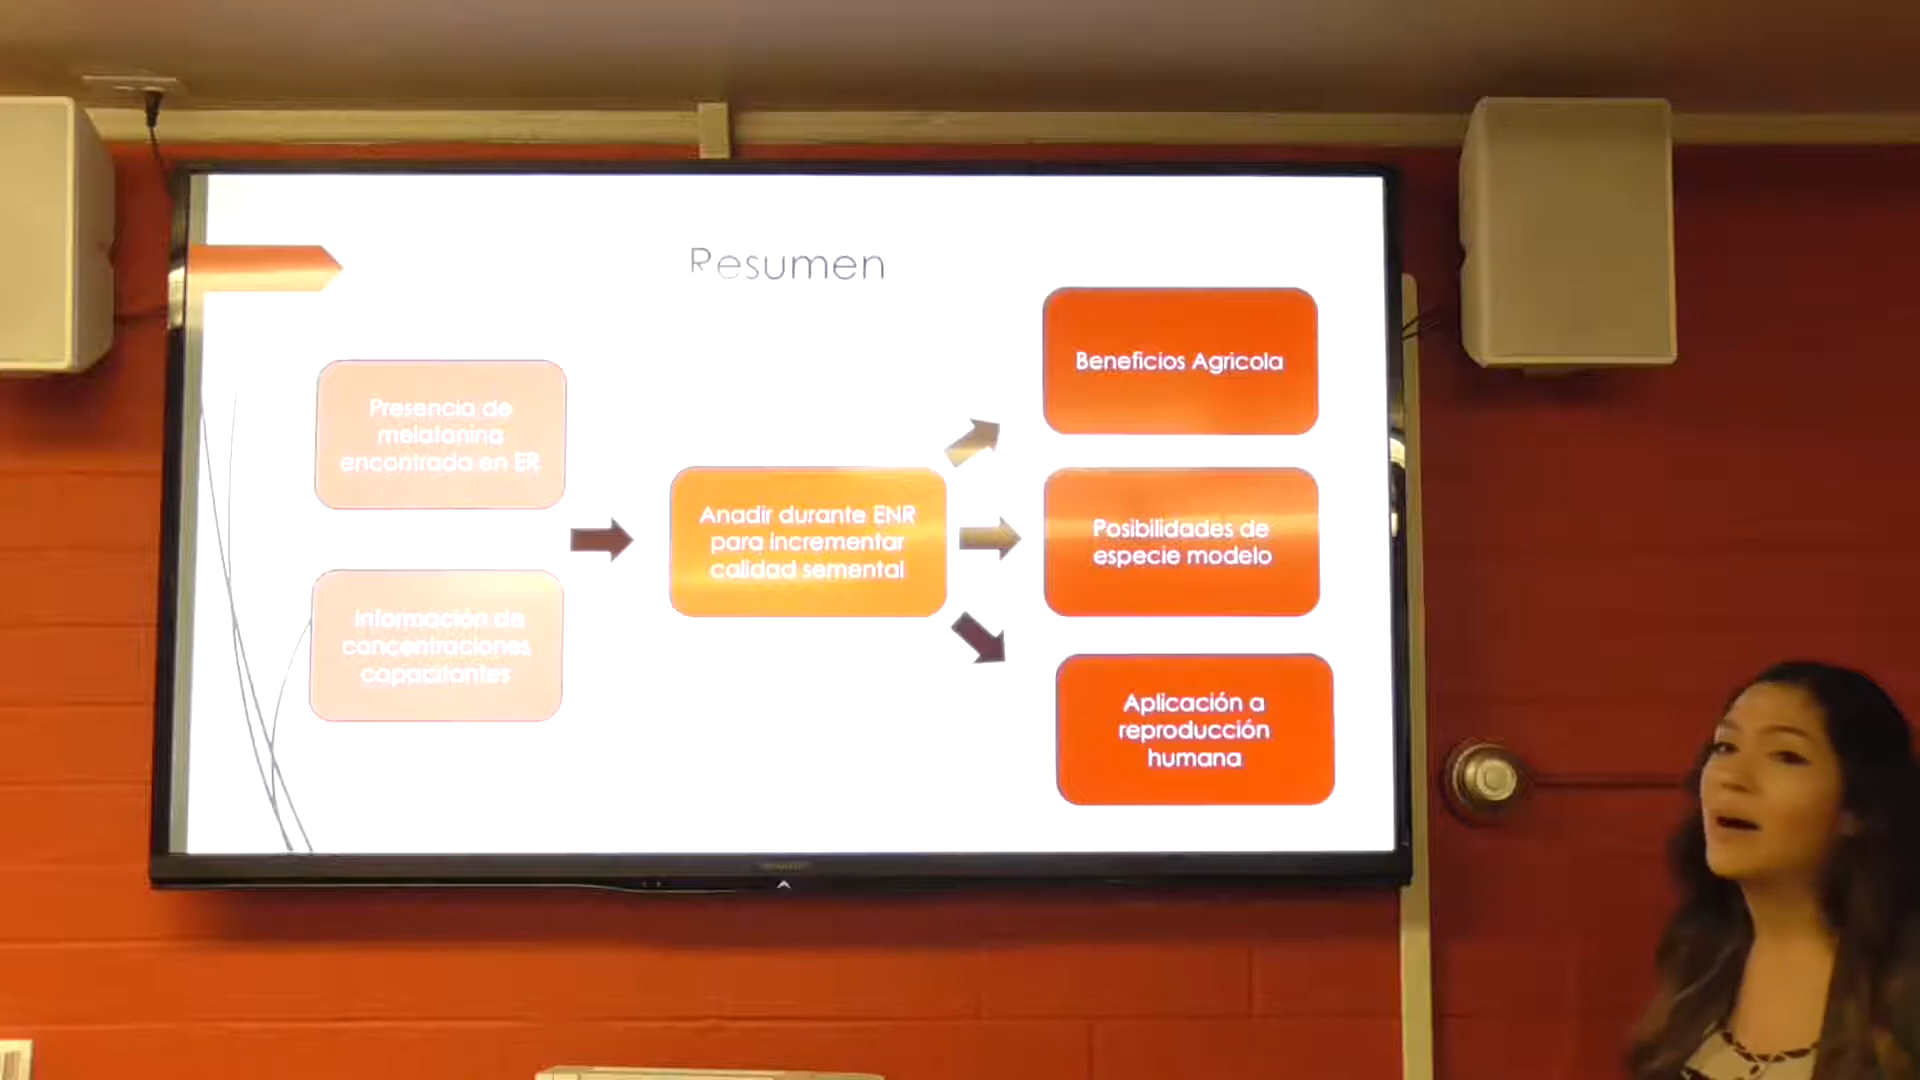 Resumen
Presencia de
melatonina
encontrada en ER
Información de
concentraciones
capacitantes
Anadir durante ENR
para incrementar
calidad semental
Beneficios Agricola
Posibilidades de
especie modelo
Aplicación a
reproducción
humana